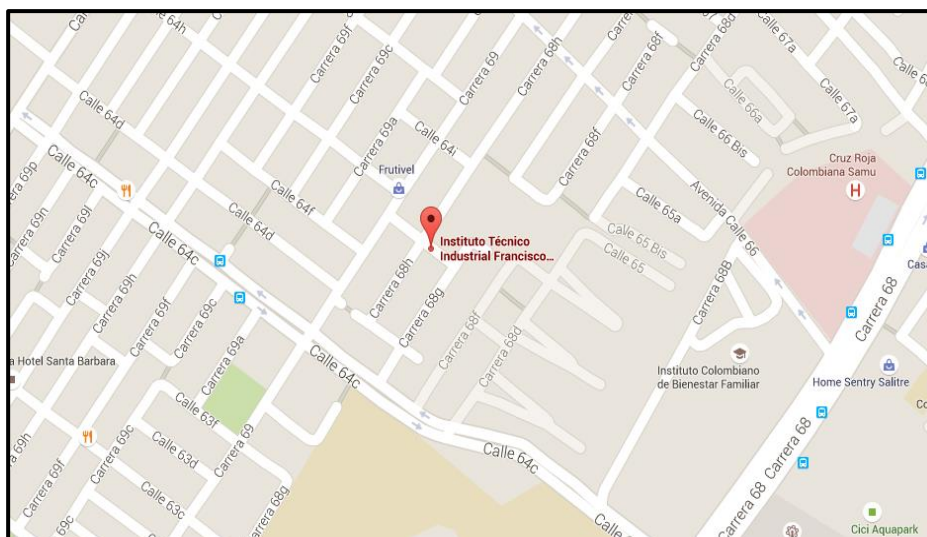 Calle 64h
Carrera 69f
Carrera 69c
Carrera 69
Carrera 68h
Carrera 68f
Carrera 68d
Calle 67a
Calle 66a
Calle 67a
Calle 64d
Carrera 69a
Calle 64i
Calle 66 Bis
Cruz Roja
Colombiana Samu
H
Calle 64c
Carrera 69p
Frutivel
Carrera 68f
Avenida Calle 66
Calle 64f
Calle 65a
Carrera 69n
Carrera 69l
Calle 64c
Calle 64d
Instituto Técnico
Industrial Francisco...
Calle 65 Bis
Calle 65
Carrera 69j
Carrera 69h
Carrera 68h
Carrera 68g
Carrera 68B
Carrera 68
Carrera 69f
Carrera 69c
Carrera 68f
Carrera 68d
a Hotel Santa Barbara
Carrera 69a
Calle 64c
Instituto Colombiano
de Bienestar Familiar
Home Sentry Salitre
Calle 63f
Carrera 69
Carrera 69h
Carrera 69c
Calle 63d
Calle 64c
Carrera 68
Carrera 69f
Calle 63c
Carrera 68g
Carrera 68
69c
Cici Aquapark